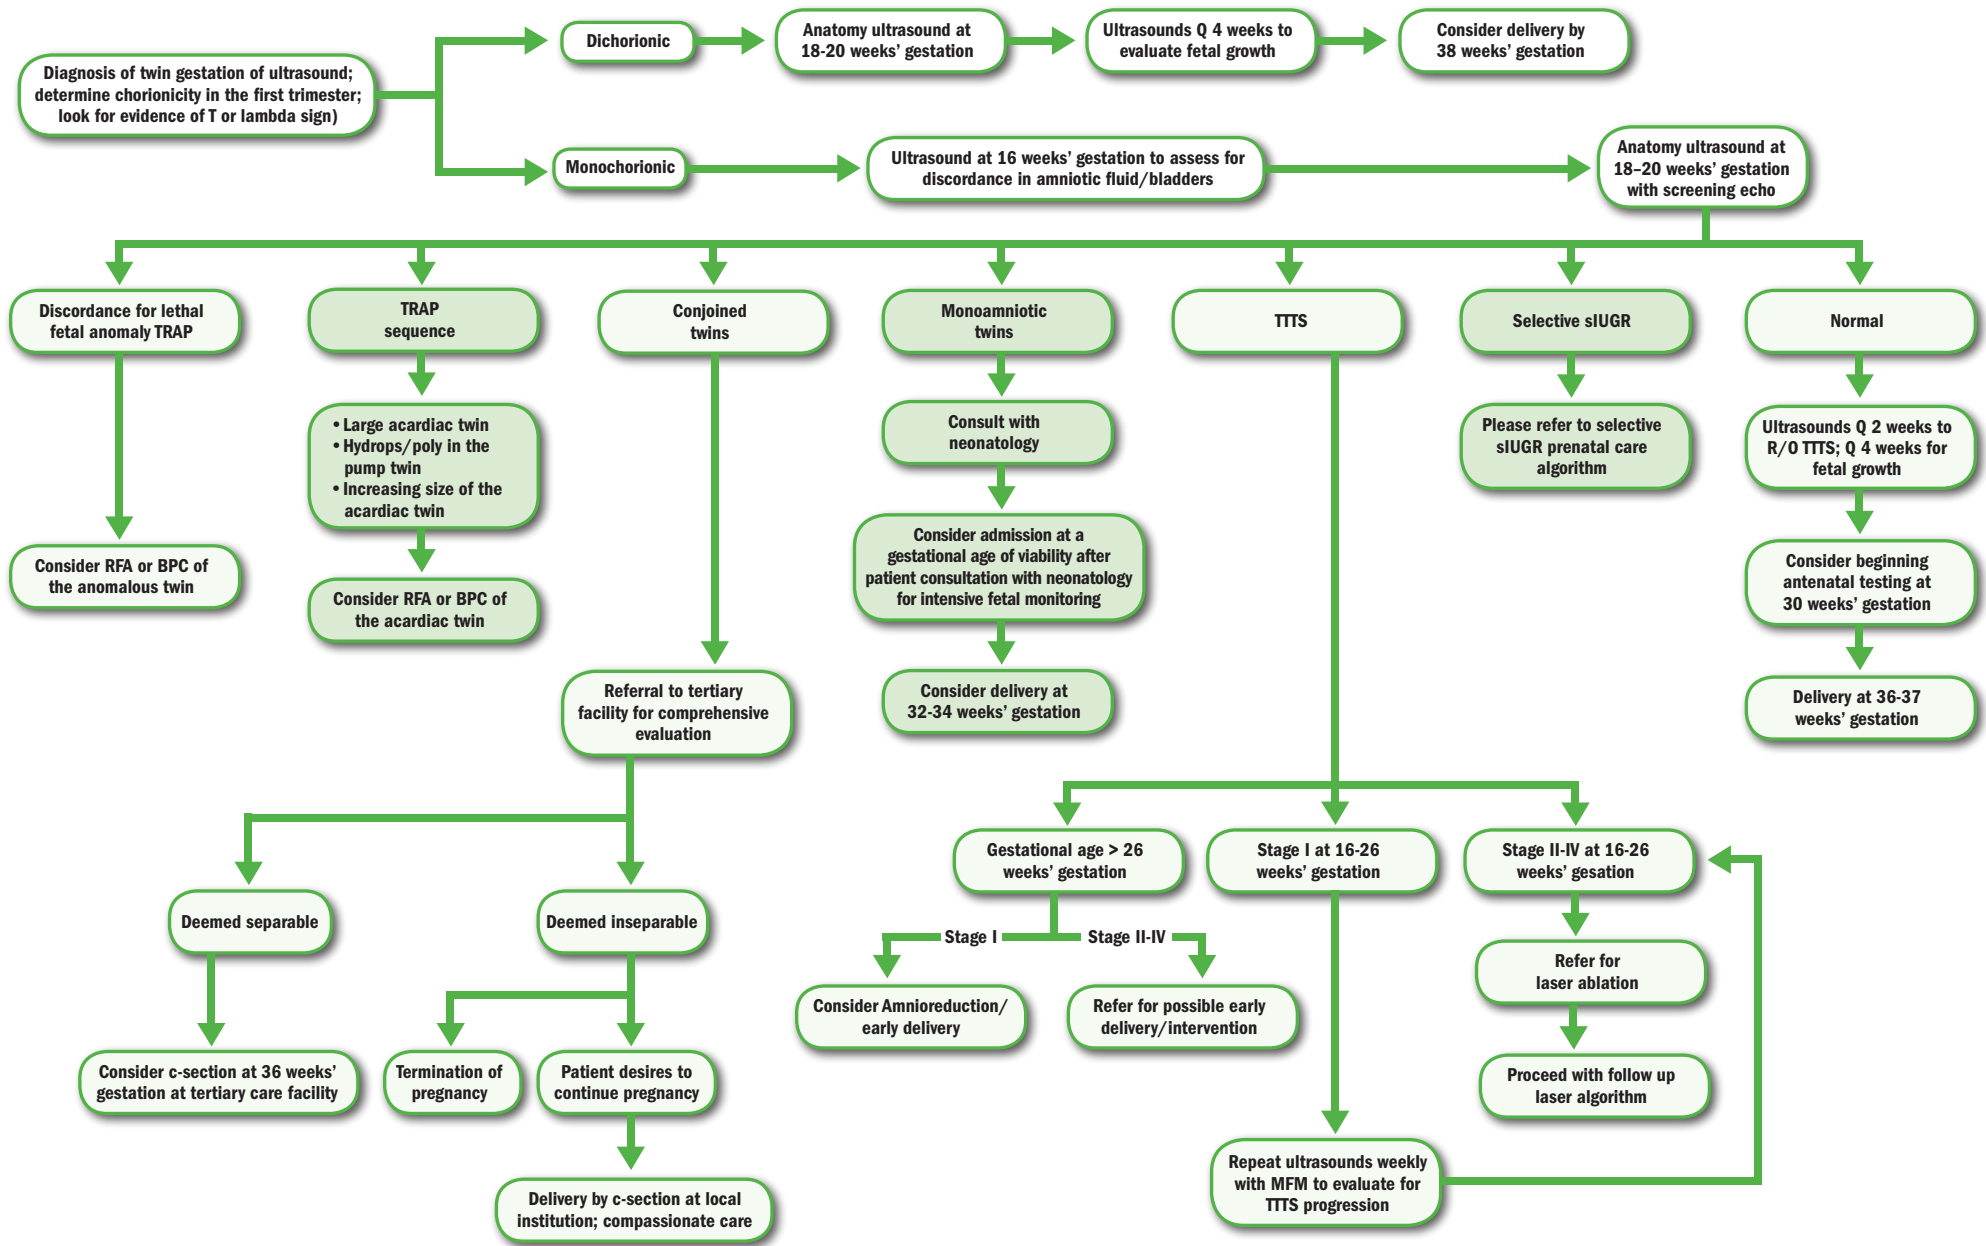 Diagnosis of twin gestation of ultrasound;
determine chorionicity in the first trimester;
look for evidence of T or lambda sign)
Dichorionic
Anatomy ultrasound at
18-20 weeks’ gestation
Ultrasounds Q 4 weeks to
evaluate fetal growth
Consider delivery by
38 weeks’ gestation
Monochorionic
Ultrasound at 16 weeks’ gestation to assess for
discordance in amniotic fluid/bladders
Anatomy ultrasound at
18–20 weeks’ gestation
with screening echo
Discordance for lethal
fetal anomaly TRAP
Consider RFA or BPC of
the anomalous twin
TRAP
sequence
• Large acardiac twin
• Hydrops/poly in the
pump twin
• Increasing size of the
acardiac twin
Consider RFA or BPC of
the acardiac twin
Conjoined
twins
Referral to tertiary
facility for comprehensive
evaluation
Deemed separable
Consider c-section at 36 weeks’
gestation at tertiary care facility
Deemed inseparable
Termination of
pregnancy
Patient desires to
continue pregnancy
Delivery by c-section at local
institution; compassionate care
Monoamniotic
twins
Consult with
neonatology
Consider admission at a
gestational age of viability after
patient consultation with neonatology
for intensive fetal monitoring
Consider delivery at
32-34 weeks’ gestation
TTTS
Gestational age > 26
weeks’ gestation
Stage I
Stage II-IV
Consider Amnioreduction/
early delivery
Refer for possible early
delivery/intervention
Stage I at 16-26
weeks’ gestation
Repeat ultrasounds weekly
with MFM to evaluate for
TTTS progression
Stage II-IV at 16-26
weeks’ gesation
Refer for
laser ablation
Proceed with follow up
laser algorithm
Selective sIUGR
Please refer to selective
sIUGR prenatal care
algorithm
Normal
Ultrasounds Q 2 weeks to
R/O TTTS; Q 4 weeks for
fetal growth
Consider beginning
antenatal testing at
30 weeks’ gestation
Delivery at 36-37
weeks’ gestation